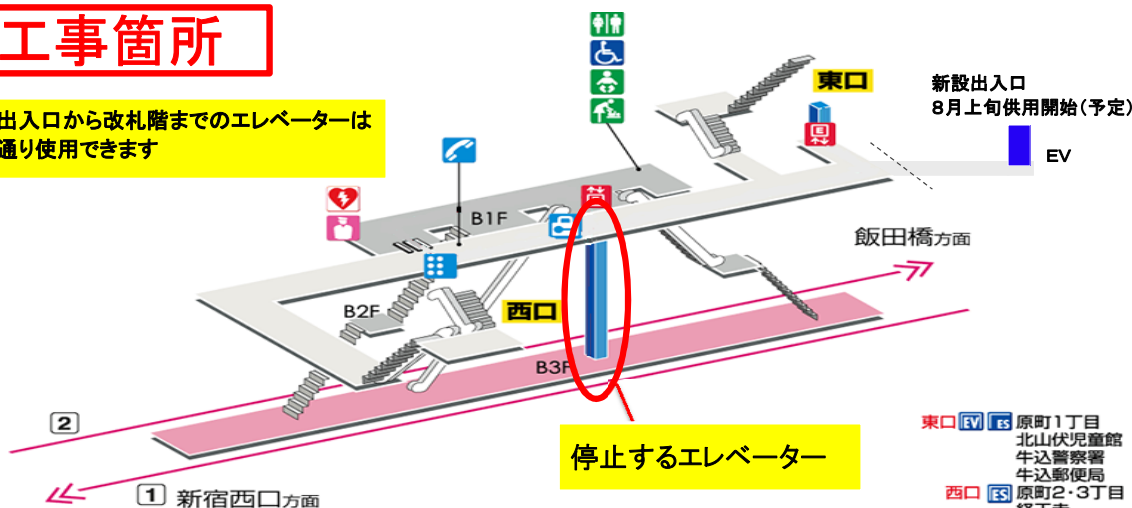 工事箇所
出入口から改札階までのエレベーターは
通り使用できます
東口
新設出入口
8月上旬供用開始(予定)
EV
B1F
飯田橋方面
B2F
西口
B3F
2
停止するエレベーター
1 新宿西口方面
東口 EV ES 原町1丁目
北山伏児童館
牛込警察署
牛込郵便局
西口 ES 原町2・3丁目